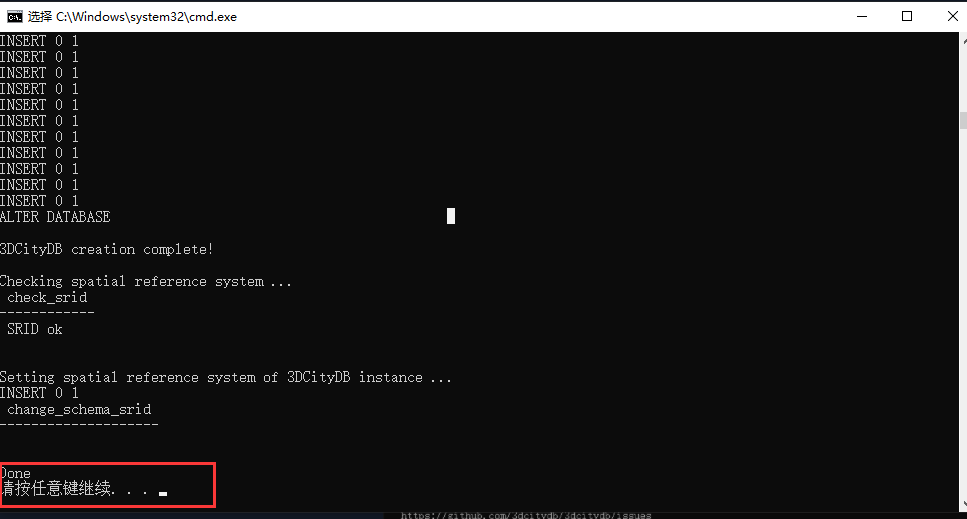 选择 C:\Windows\system32\cmd.exe
INSERT 0 1
INSERT 0 1
INSERT 0 1
INSERT 0 1
INSERT 0 1
INSERT 0 1
INSERT 0 1
INSERT 0 1
INSERT 0 1
INSERT 0 1
INSERT 0 1
ALTER DATABASE
3DCityDB creation complete!
Checking spatial reference system ...
check_srid
------------
SRID ok
Setting spatial reference system of 3DCityDB instance ...
INSERT 0 1
change_schema_srid
--------------------
Done
请按任意键继续. . .
https://github.com/3dcitydb/3dcitydb/issues